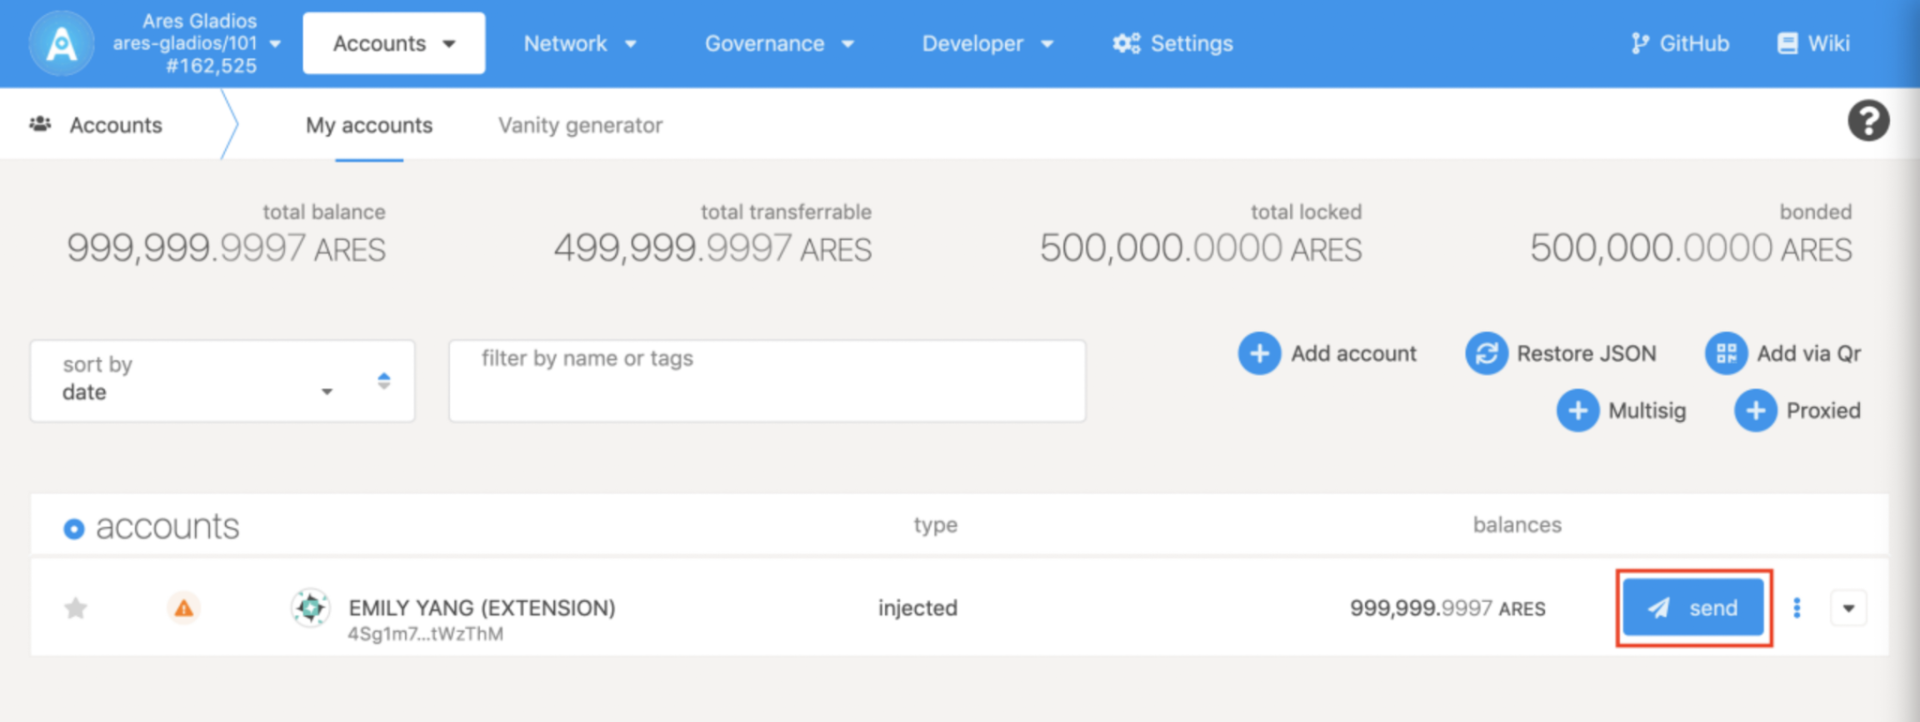 Ares Gladios
ares-gladios/101
#162,525
Accounts
Network
Governance
Developer
Settings
GitHub
Wiki
Accounts
My accounts
Vanity generator
?
total balance
999,999.9997 ARES
total transferrable
499,999.9997 ARES
total locked
500,000.0000 ARES
bonded
500,000.0000 ARES
sort by
date
filter by name or tags
Add account
Restore JSON
Add via Qr
Multisig
Proxied
accounts
type
balances
EMILY YANG (EXTENSION)
4Sg1m7...tWzThM
injected
999,999.9997 ARES
send